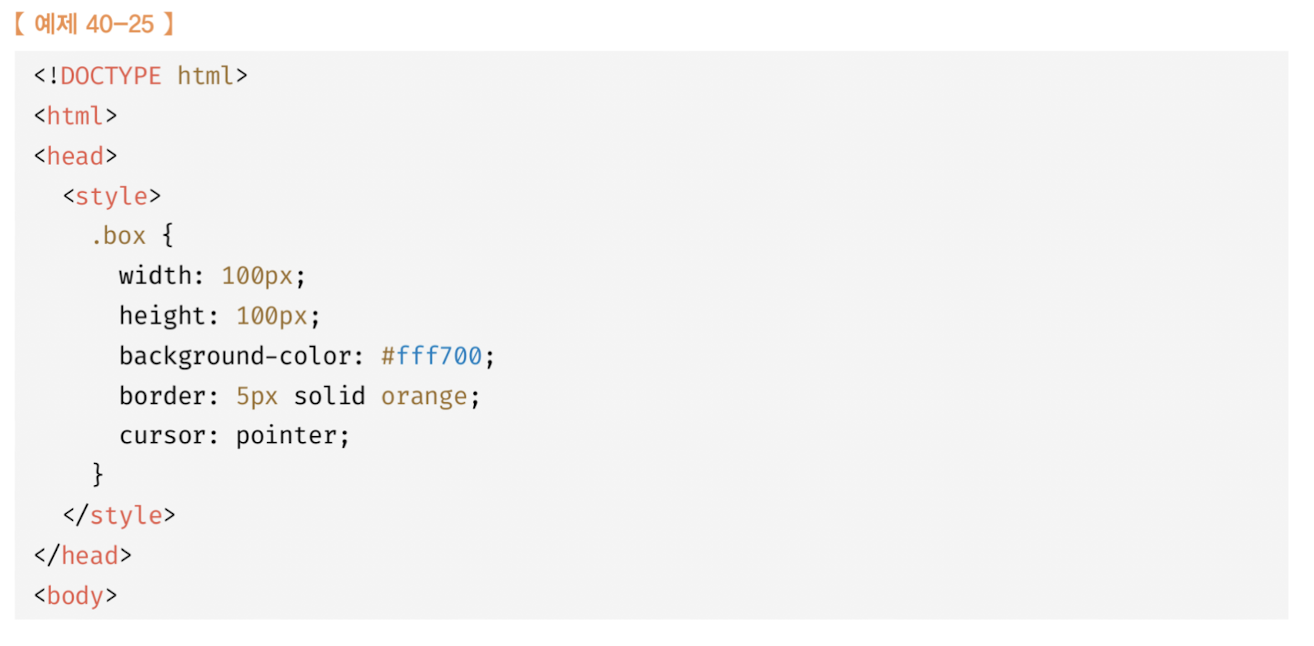 【 예제 40-25 】
<!DOCTYPE html>
<html>
<head>
  <style>
    .box {
      width: 100px;
      height: 100px;
      background-color: #fff700;
      border: 5px solid orange;
      cursor: pointer;
    }
  </style>
</head>
<body>